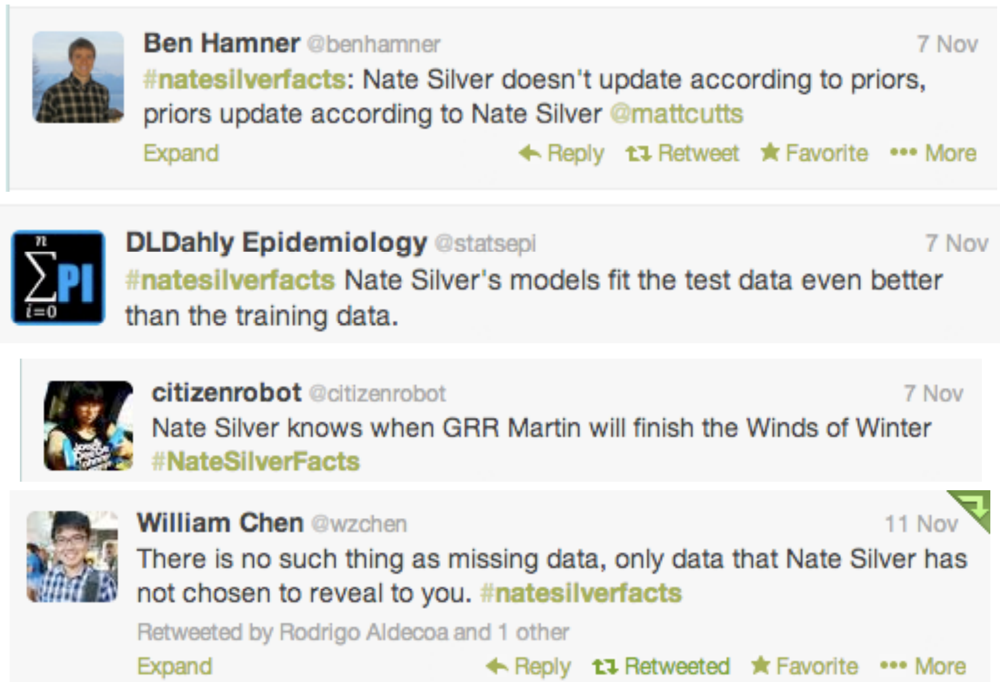 Ben Hamner @benhamner 7 Nov
#natesilverfacts: Nate Silver doesn't update according to priors,
priors update according to Nate Silver @mattcutts
Expand Reply Retweet Favorite ••• More
n
∑PI
i=0
DLDahly Epidemiology @statsepi 7 Nov
#natesilverfacts Nate Silver's models fit the test data even better
than the training data.
citizenrobot @citizenrobot 7 Nov
Nate Silver knows when GRR Martin will finish the Winds of Winter
#NateSilverFacts
William Chen @wzchen 11 Nov
There is no such thing as missing data, only data that Nate Silver has
not chosen to reveal to you. #natesilverfacts
Retweeted by Rodrigo Aldecoa and 1 other
Expand Reply Retweeted Favorite ••• More